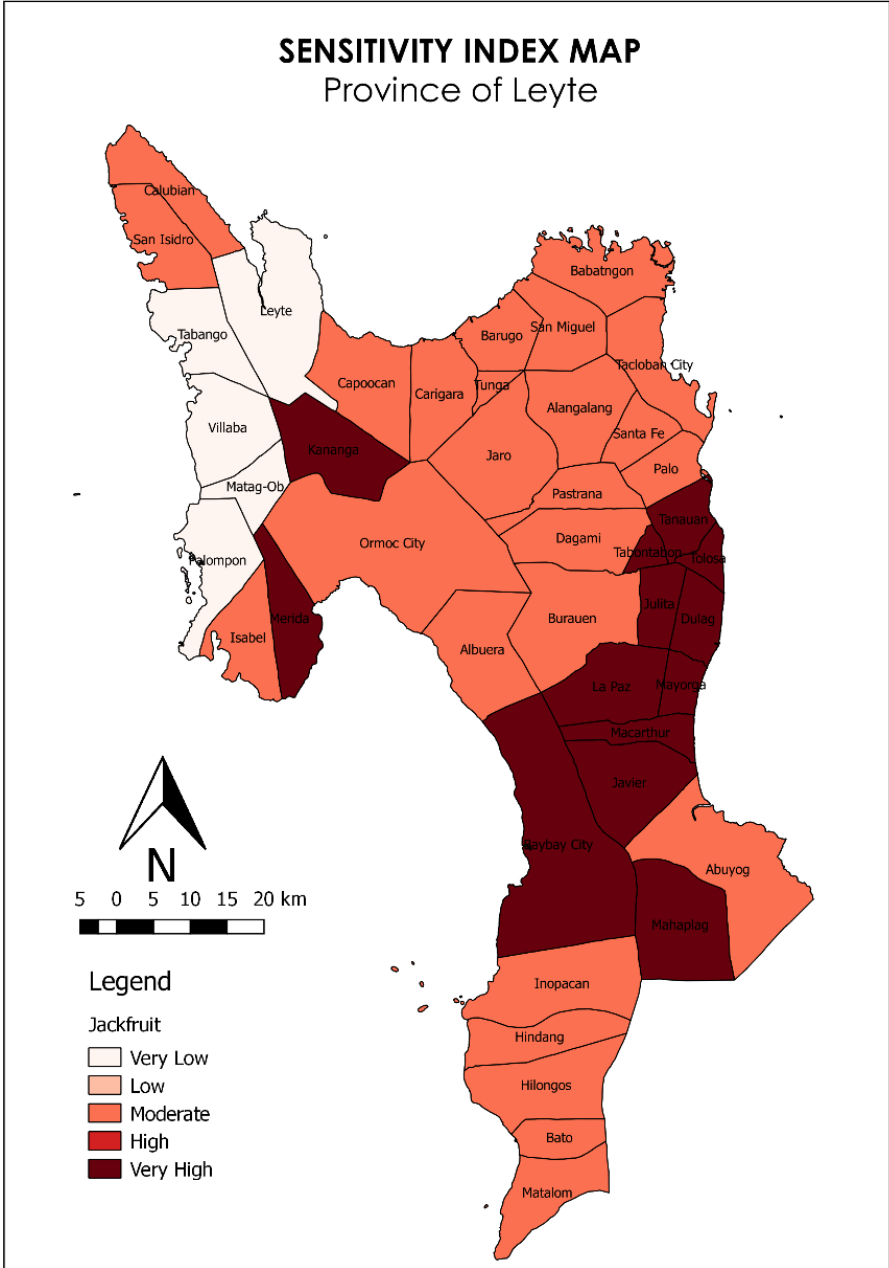 SENSITIVITY INDEX MAP
Province of Leyte
Calubian
San Isidro
Babatngon
Leyte
San Miguel
Tabango
Barugo
Tacloban City
Capoocan
Tunga
Carigara
Alangalang
Villaba
Santa Fe
Kananga
Jaro
Palo
Matag-Ob
Pastrana
Tanauan
Ormoc City
Dagami
Tabontabon
Tolosa
Palompon
Julita
Merida
Burauen
Dulag
Isabel
Albuera
La Paz
Mayorga
Macarthur
Javier
Baybay City
Abuyog
Mahaplag
N
5 0 5 10 15 20 km
Inopacan
Legend
Jackfruit
Hindang
Very Low
Low
Hilongos
Moderate
High
Bato
Very High
Matalom